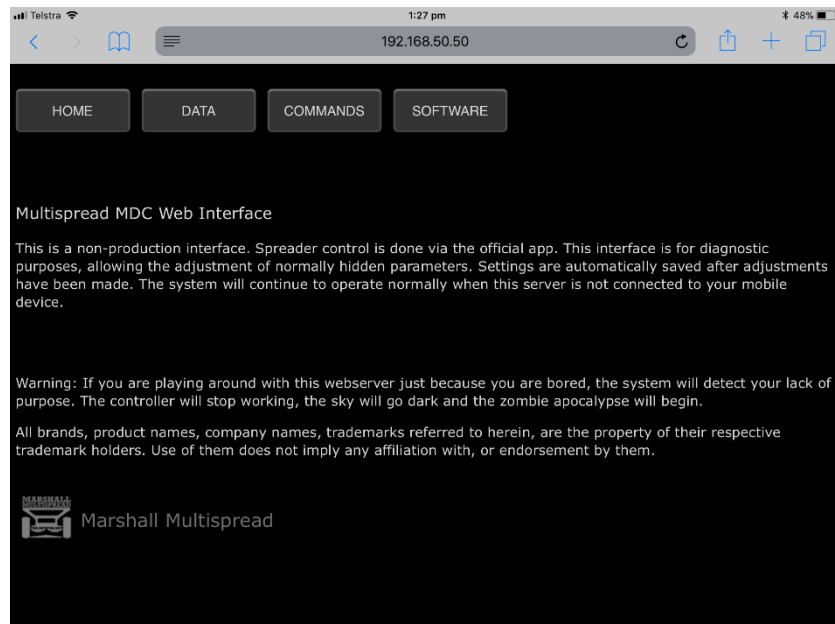 Telstra 1:27 pm 48%
192.168.50.50
HOME DATA COMMANDS SOFTWARE
Multispread MDC Web Interface
This is a non-production interface. Spreader control is done via the official app. This interface is for diagnostic
purposes, allowing the adjustment of normally hidden parameters. Settings are automatically saved after adjustments
have been made. The system will continue to operate normally when this server is not connected to your mobile
device.
Warning: If you are playing around with this webserver just because you are bored, the system will detect your lack of
purpose. The controller will stop working, the sky will go dark and the zombie apocalypse will begin.
All brands, product names, company names, trademarks referred to herein, are the property of their respective
trademark holders. Use of them does not imply any affiliation with, or endorsement by them.
MARSHALL
MULTISPREAD
Marshall Multispread